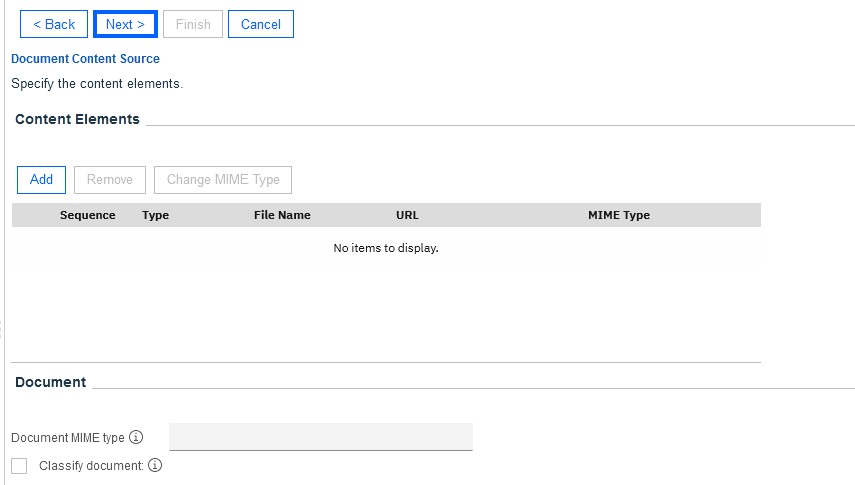 < Back Next > Finish Cancel
Document Content Source
Specify the content elements.
Content Elements
Add Remove Change MIME Type
Sequence Type File Name URL MIME Type
No items to display.
Document
Document MIME type
Classify document: